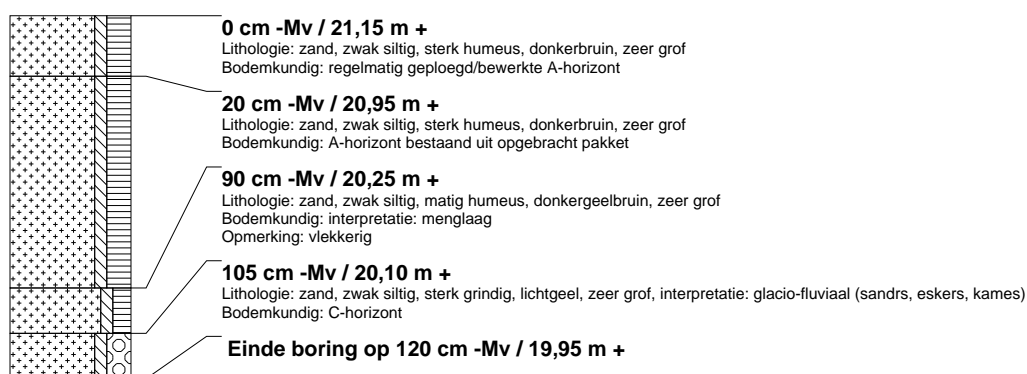 0 cm -Mv / 21,15 m +
Lithologie: zand, zwak siltig, sterk humeus, donkerbruin, zeer grof
Bodemkundig: regelmatig geploegd/bewerkte A-horizont
20 cm -Mv / 20,95 m +
Lithologie: zand, zwak siltig, sterk humeus, donkerbruin, zeer grof
Bodemkundig: A-horizont bestaand uit opgebracht pakket
90 cm -Mv / 20,25 m +
Lithologie: zand, zwak siltig, matig humeus, donkergeelbruin, zeer grof
Bodemkundig: interpretatie: menglaag
Opmerking: vlekkerig
105 cm -Mv / 20,10 m +
Lithologie: zand, zwak siltig, sterk grindig, lichtgeel, zeer grof, interpretatie: glacio-fluviaal (sandrs, eskers, kames)
Bodemkundig: C-horizont
Einde boring op 120 cm -Mv / 19,95 m +